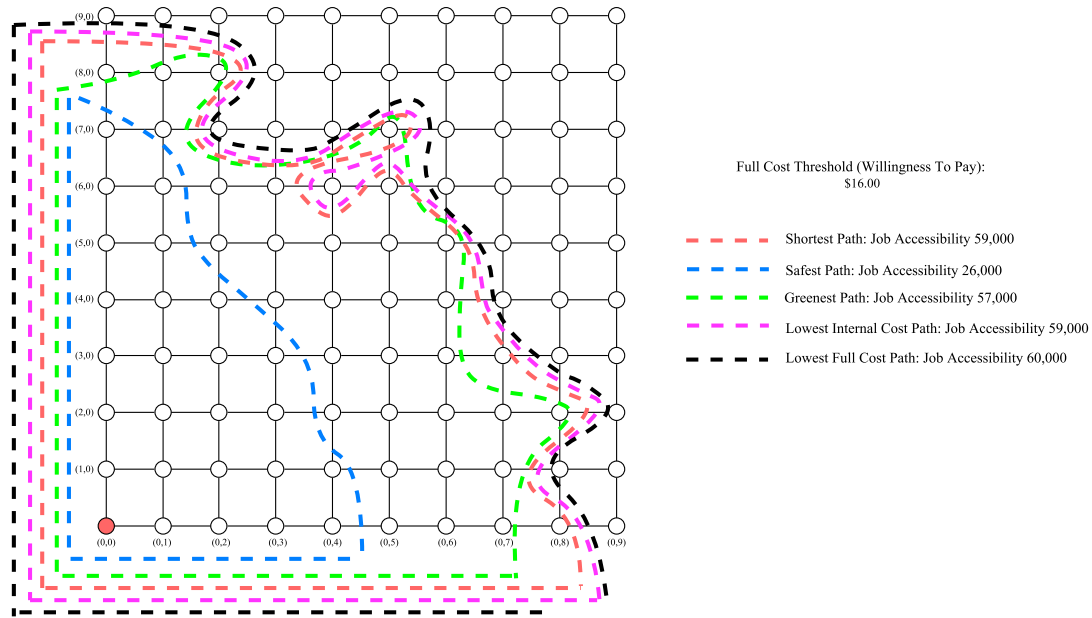 (9,0)
(8,0)
(7,0)
(6,0)
(5,0)
(4,0)
(3,0)
(2,0)
(1,0)
(0,0) (0,1) (0,2) (0,3) (0,4) (0,5) (0,6) (0,7) (0,8) (0,9)
Full Cost Threshold (Willingness To Pay):
$16.00
Shortest Path: Job Accessibility 59,000
Safest Path: Job Accessibility 26,000
Greenest Path: Job Accessibility 57,000
Lowest Internal Cost Path: Job Accessibility 59,000
Lowest Full Cost Path: Job Accessibility 60,000